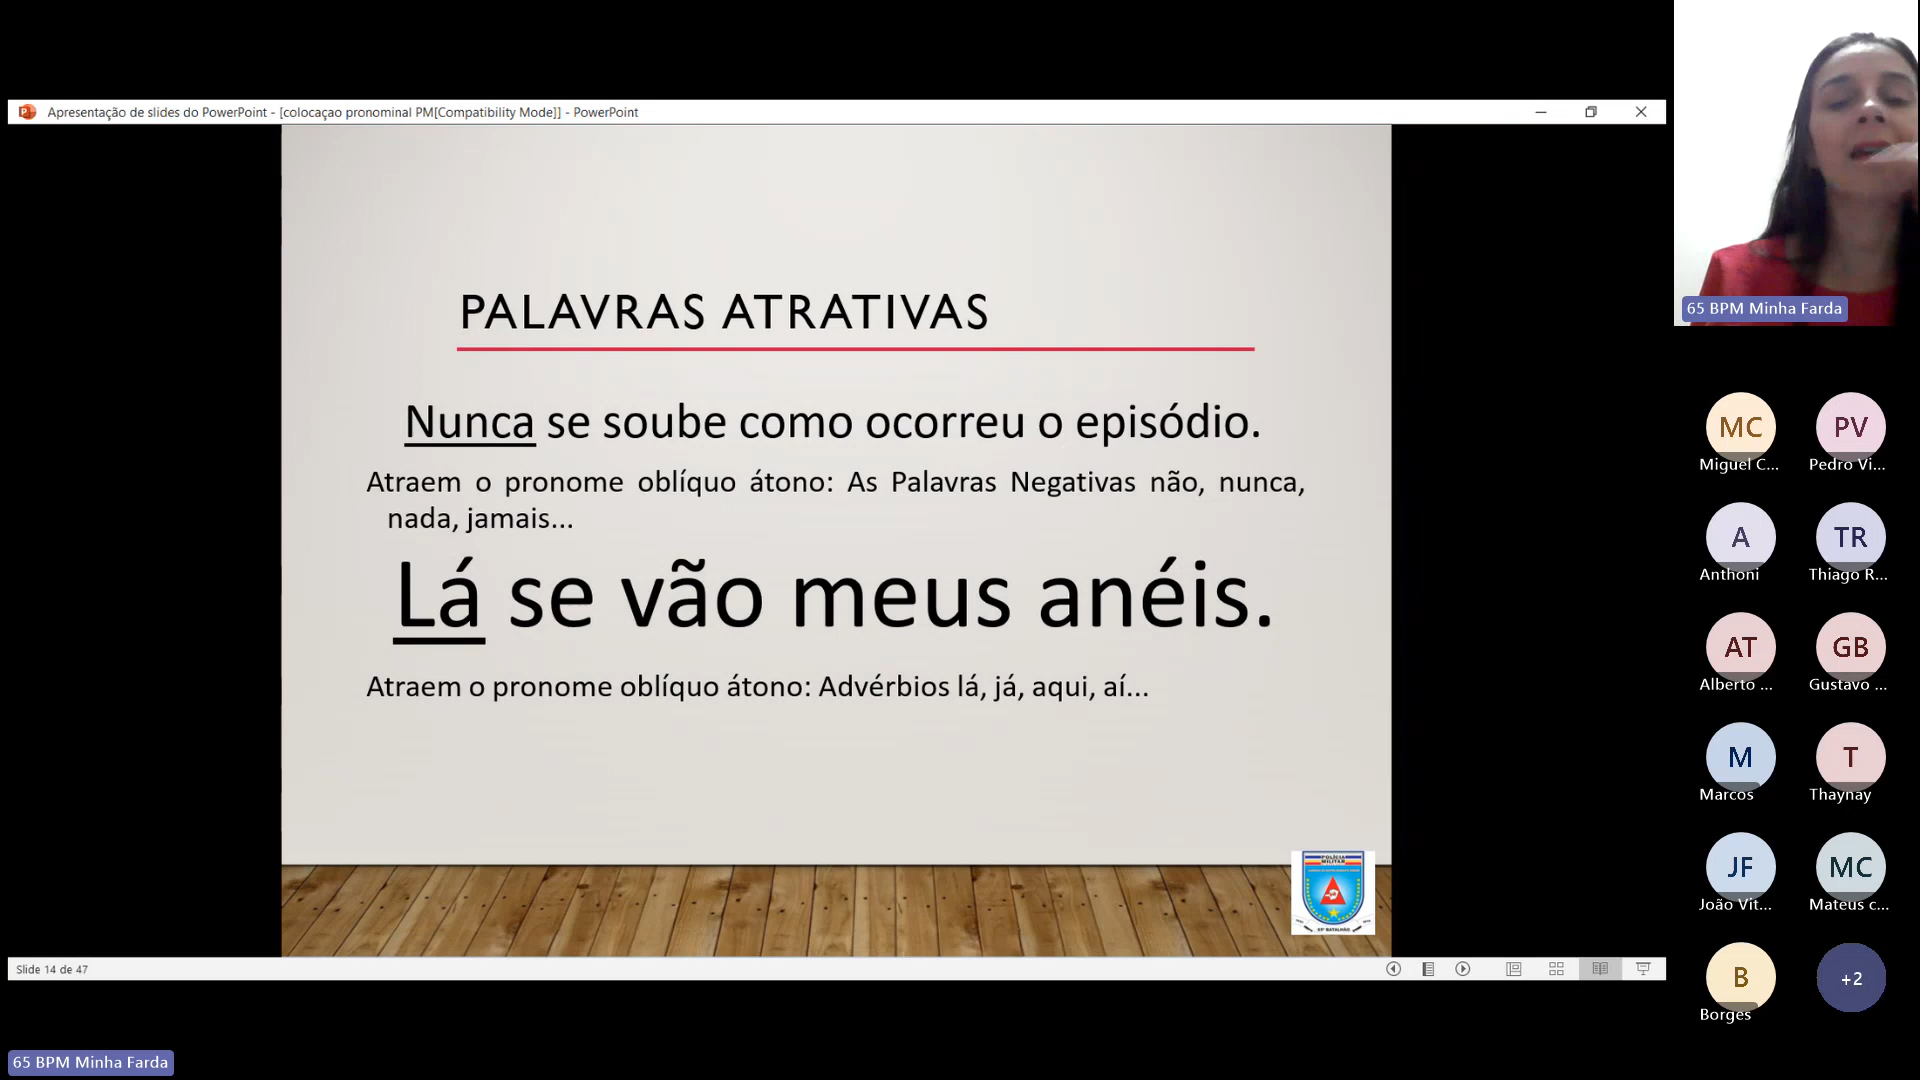 Apresentação de slides do PowerPoint - [colocaçao pronominal PM[Compatibility Mode]] - PowerPoint
PALAVRAS ATRATIVAS
Nunca se soube como ocorreu o episódio.
Atraem o pronome oblíquo átono: As Palavras Negativas não, nunca,
nada, jamais...
Lá se vão meus anéis.
Atraem o pronome oblíquo átono: Advérbios lá, já, aqui, aí...
POLÍCIA
MILITAR
Slide 14 de 47
65 BPM Minha Farda
65 BPM Minha Farda
MC
Miguel C...
PV
Pedro Vi...
A
Anthoni
TR
Thiago R...
AT
Alberto ...
GB
Gustavo ...
M
Marcos
T
Thaynay
JF
João Vit...
MC
Mateus c...
B
Borges
+2